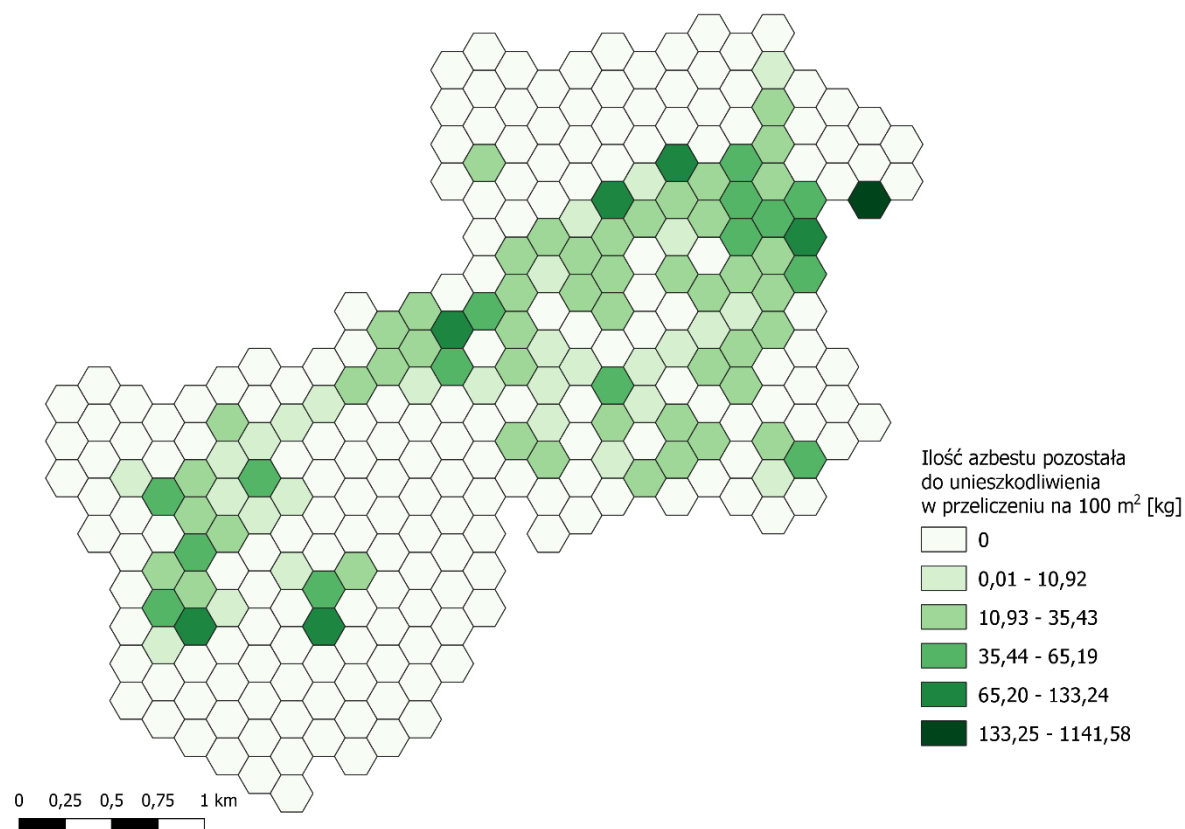 Ilość azbestu pozostała
do unieszkodliwienia
w przeliczeniu na 100 m² [kg]
0
0,01 - 10,92
10,93 - 35,43
35,44 - 65,19
65,20 - 133,24
133,25 - 1141,58
0 0,25 0,5 0,75 1 km